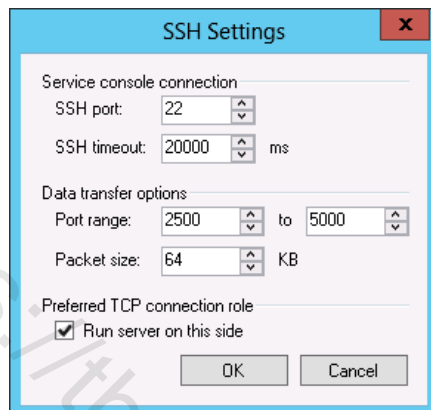 SSH Settings
x
Service console connection
SSH port: 22
SSH timeout: 20000 ms
Data transfer options
Port range: 2500 to 5000
Packet size: 64 KB
Preferred TCP connection role
Run server on this side
OK Cancel